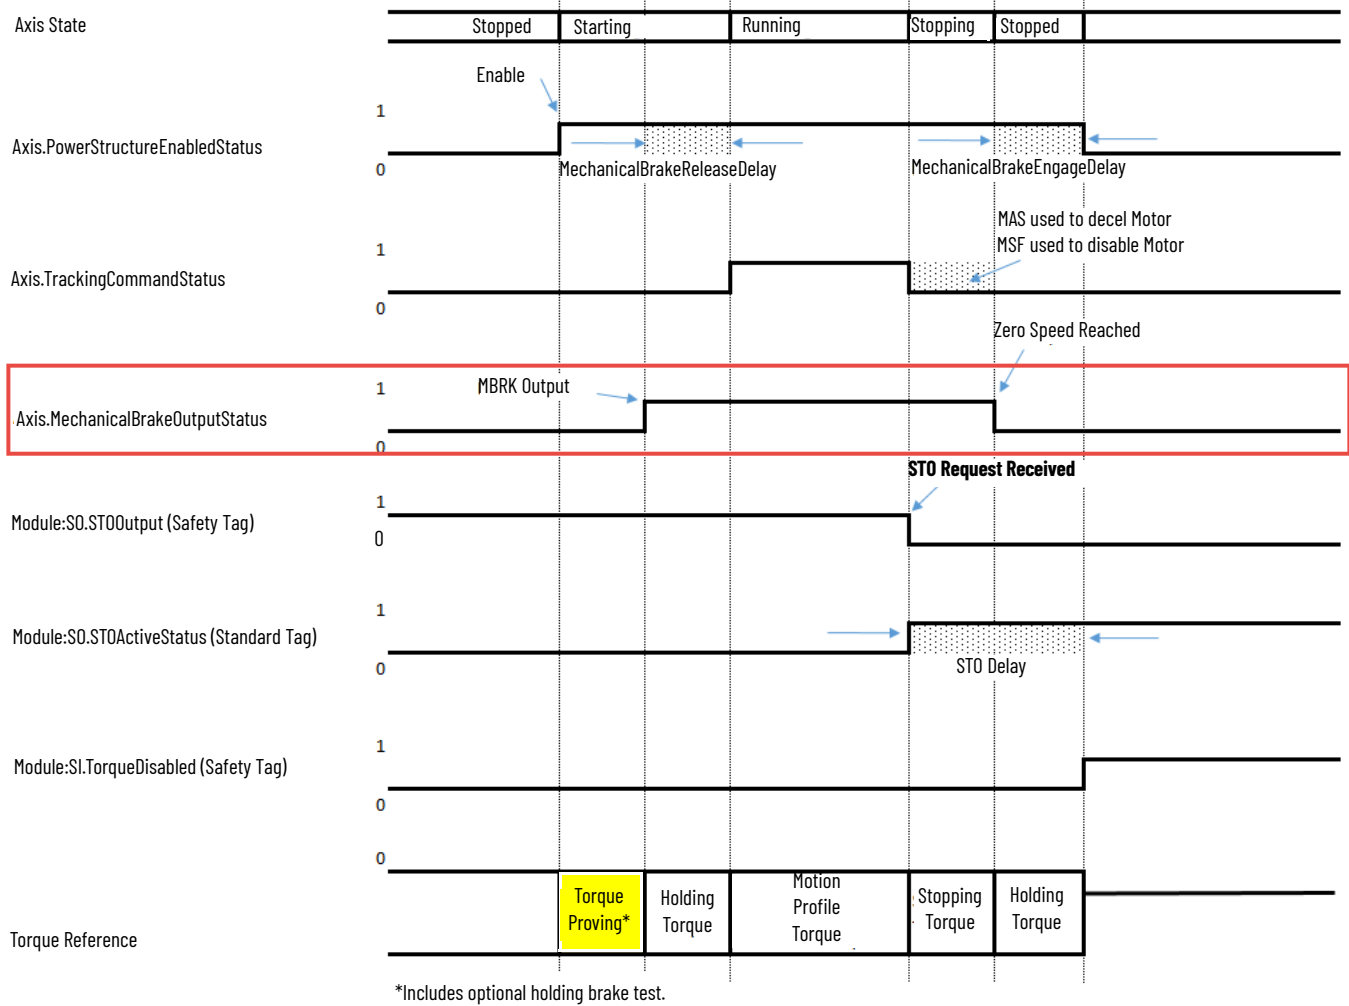 Axis State
Stopped
Starting
Running
Stopping
Stopped
Enable
1
Axis.PowerStructureEnabledStatus
0
MechanicalBrakeReleaseDelay
MechanicalBrakeEngageDelay
MAS used to decel Motor
MSF used to disable Motor
1
Axis.TrackingCommandStatus
0
Zero Speed Reached
1
MBRK Output
Axis.MechanicalBrakeOutputStatus
0
STO Request Received
1
Module:SO.STOOutput (Safety Tag)
0
1
Module:SO.STOActiveStatus (Standard Tag)
0
STO Delay
1
Module:SI.TorqueDisabled (Safety Tag)
0
0
Torque
Proving*
Holding
Torque
Motion
Profile
Torque
Stopping
Torque
Holding
Torque
Torque Reference
*Includes optional holding brake test.